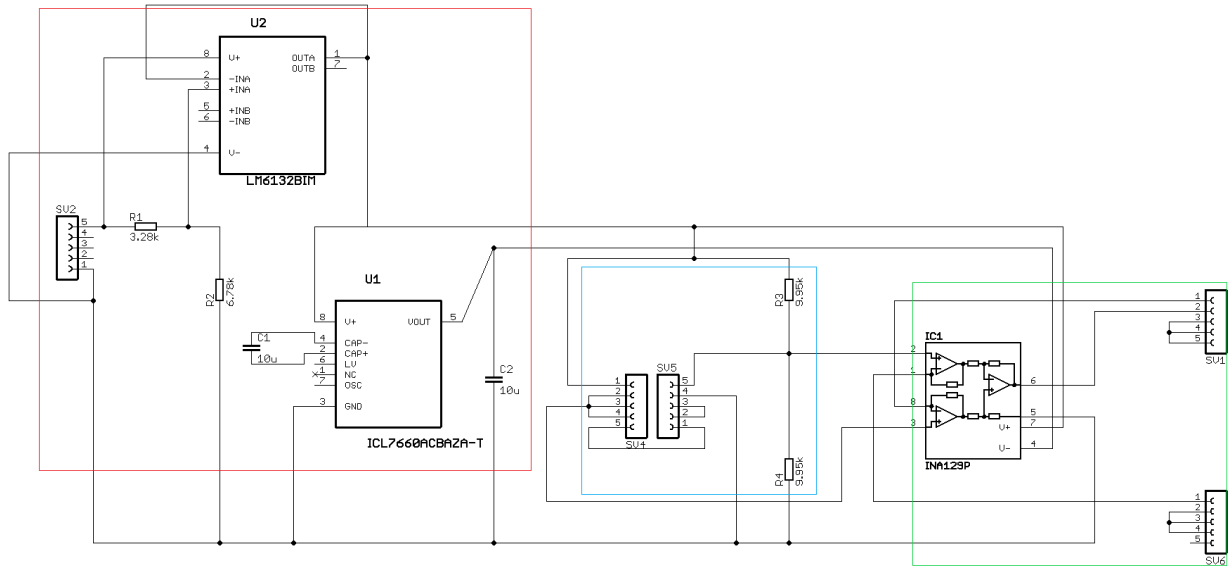 U2
8 V+ OUTA 1
OUTB 7
2 -INA
3 +INA
5 +INB
6 -INB
4 V-
LM6132BIM
SV2
5
4
3
2
1
R1
3.28k
R2
6.78k
U1
8 V+ VOUT 5
4 CAP-
2 CAP+
6 LV
1 NC
7 OSC
3 GND
ICL7660ACBAZA-T
C1
10u
C2
10u
R3
9.95k
SV4
1
2
3
4
5
SV5
5
4
3
2
1
R4
9.95k
IC1
2
1
8
3
6
5
V+ 7
V- 4
INA129P
1
2
3
4
5
SV1
1
2
3
4
5
SV6